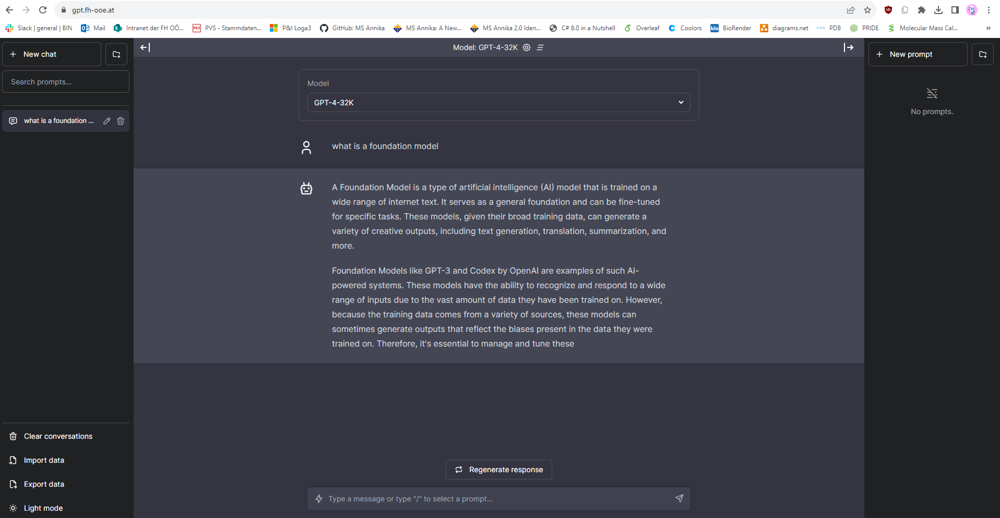 gpt.fh-ooe.at
Slack | general | BIN
Mail
Intranet der FH OÖ...
PVS - Stammdaten...
P&I Loga3
GitHub: MS Annika
MS Annika: A New...
MS Annika 2.0 Iden...
C# 8.0 in a Nutshell
Overleaf
Coolors
BioRender
diagrams.net
PDB
PRIDE
Molecular Mass Cal...
»
New chat
Search prompts...
what is a foundation ...
Clear conversations
Import data
Export data
Light mode
Model: GPT-4-32K
Model
GPT-4-32K
what is a foundation model
A Foundation Model is a type of artificial intelligence (AI) model that is trained on a
wide range of internet text. It serves as a general foundation and can be fine-tuned
for specific tasks. These models, given their broad training data, can generate a
variety of creative outputs, including text generation, translation, summarization, and
more.
Foundation Models like GPT-3 and Codex by OpenAI are examples of such AI-
powered systems. These models have the ability to recognize and respond to a wide
range of inputs due to the vast amount of data they have been trained on. However,
because the training data comes from a variety of sources, these models can
sometimes generate outputs that reflect the biases present in the data they were
trained on. Therefore, it's essential to manage and tune these
Regenerate response
Type a message or type "/" to select a prompt...
New prompt
No prompts.